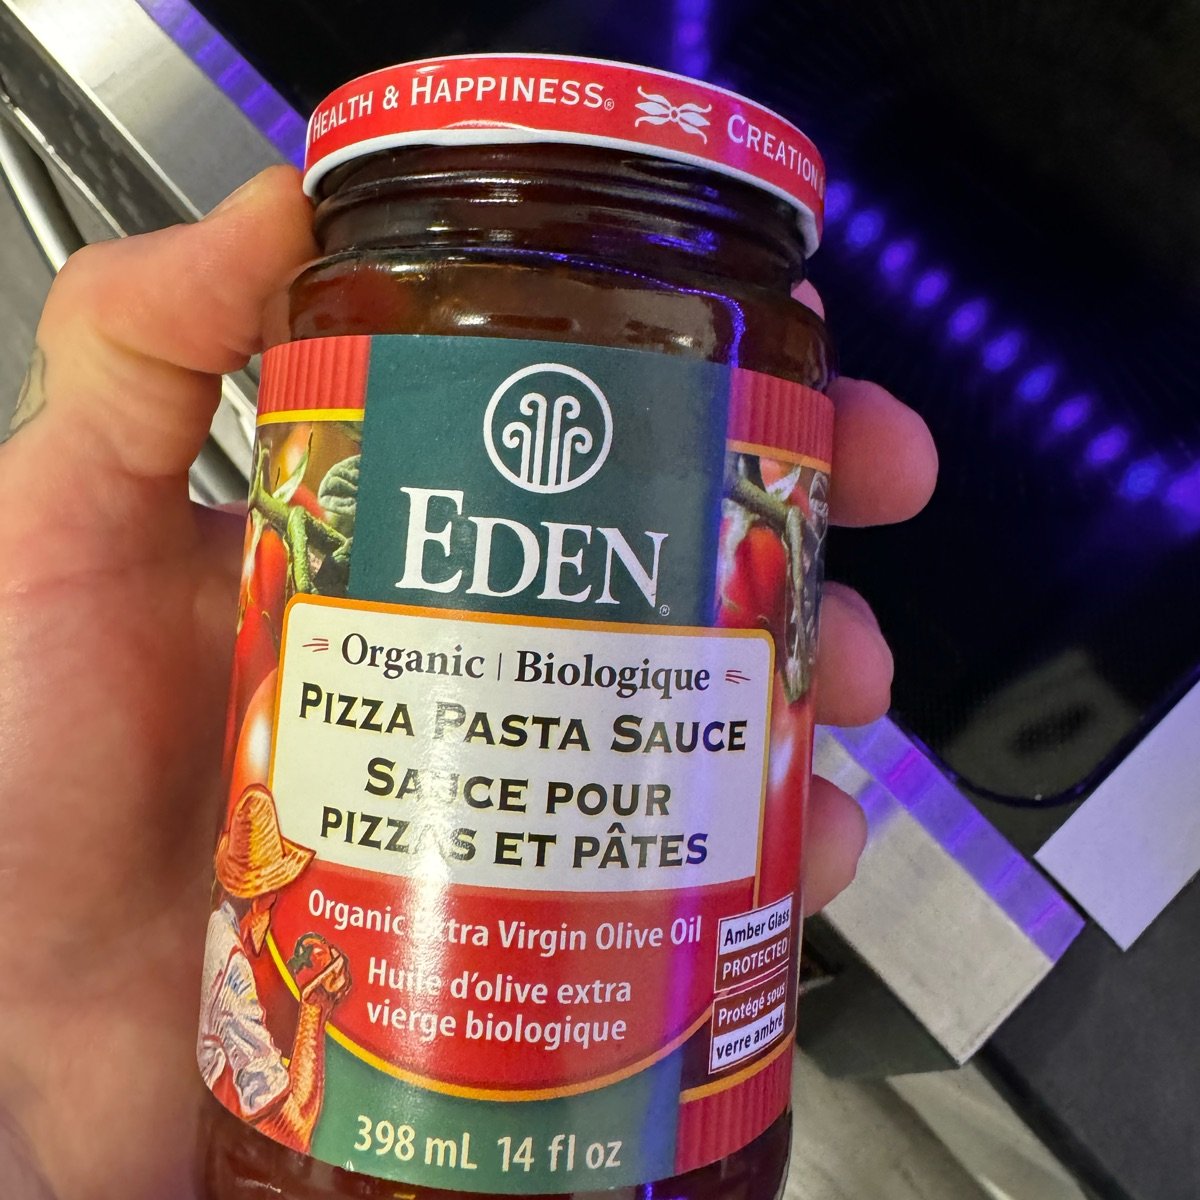 HEALTH & HAPPINESS® CREATION
EDEN®
Organic | Biologique
PIZZA PASTA SAUCE
SAUCE POUR
PIZZAS ET PÂTES
Organic Extra Virgin Olive Oil
Huile d'olive extra
vierge biologique
Amber Glass
PROTECTED
Protégé sous
verre ambré
398 mL 14 fl oz